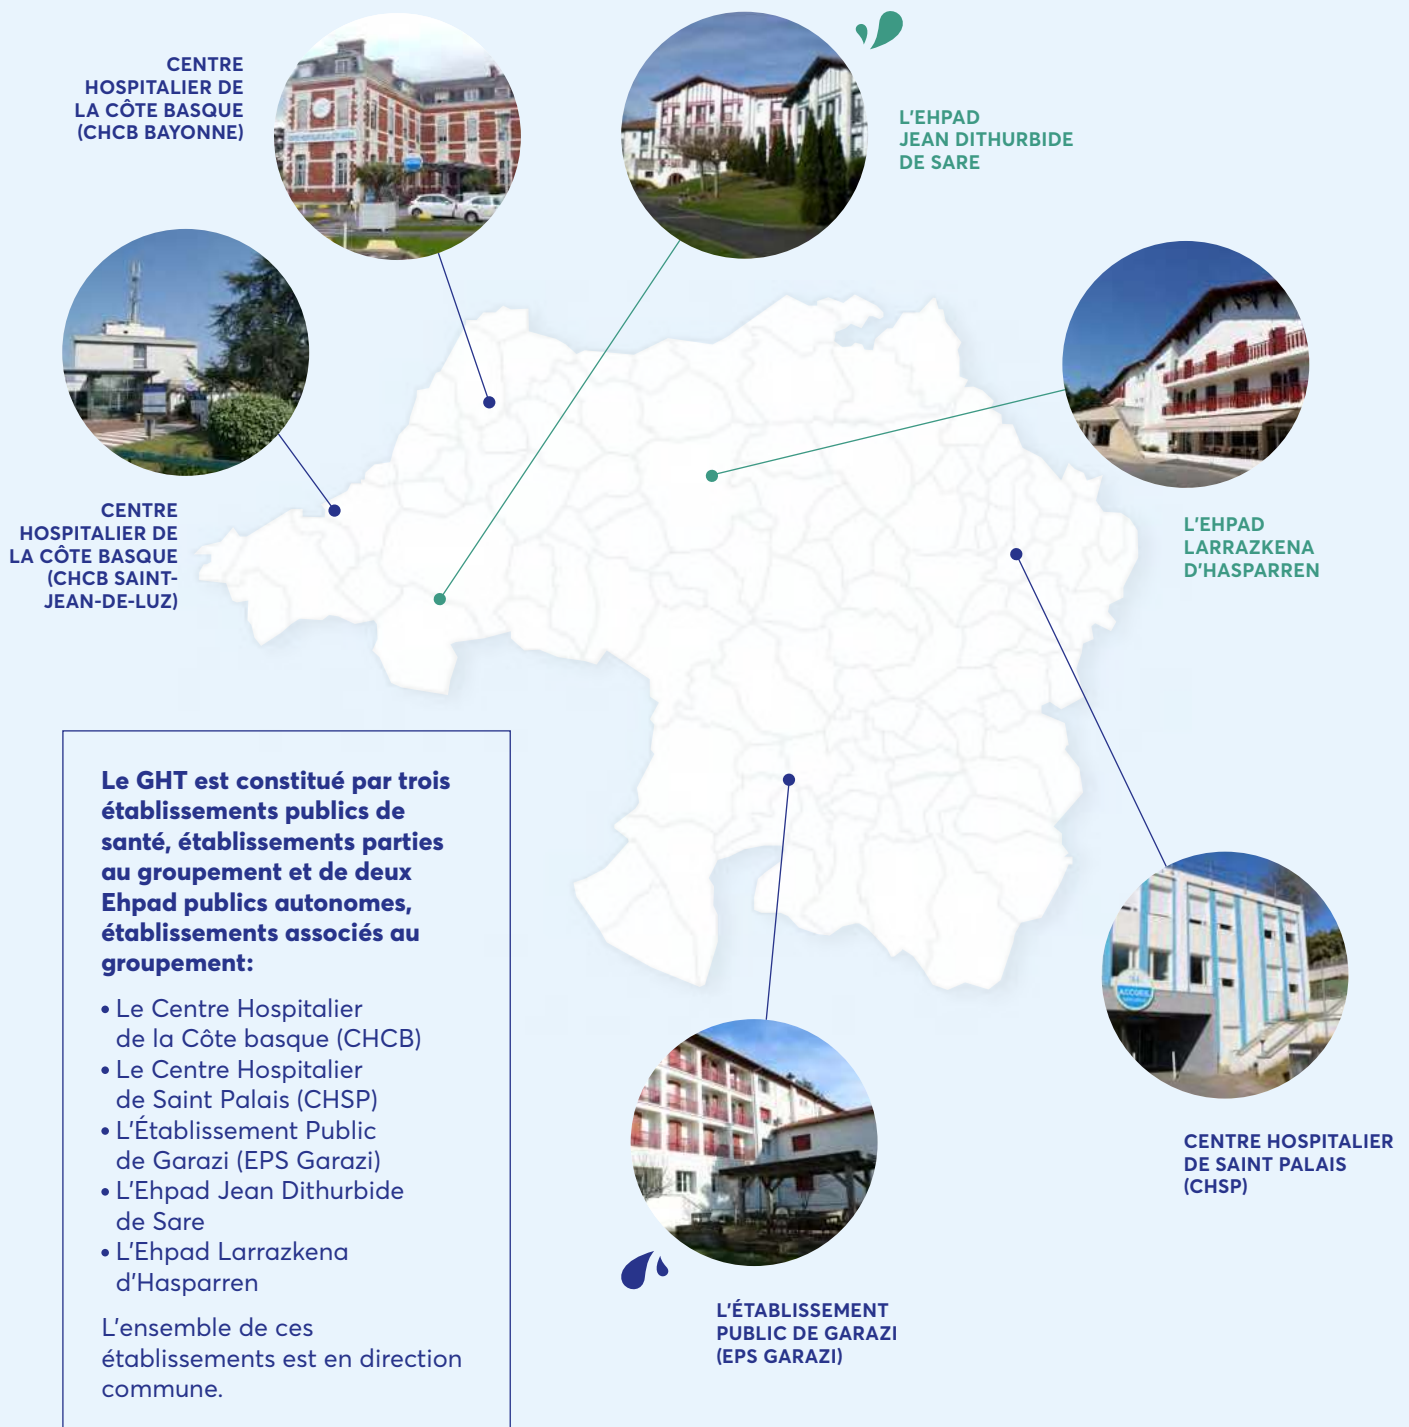 CENTRE
HOSPITALIER DE
LA CÔTE BASQUE
(CHCB BAYONNE)
L'EHPAD
JEAN DITHURBIDE
DE SARE
CENTRE
HOSPITALIER DE
LA CÔTE BASQUE
(CHCB SAINT-
JEAN-DE-LUZ)
L'EHPAD
LARRAZKENA
D'HASPARREN
Le GHT est constitué par trois
établissements publics de
santé, établissements parties
au groupement et de deux
Ehpad publics autonomes,
établissements associés au
groupement:
• Le Centre Hospitalier
de la Côte basque (CHCB)
• Le Centre Hospitalier
de Saint Palais (CHSP)
• L'Établissement Public
de Garazi (EPS Garazi)
• L'Ehpad Jean Dithurbide
de Sare
• L'Ehpad Larrazkena
d'Hasparren
L'ensemble de ces
établissements est en direction
commune.
ACCUEIL
CENTRE HOSPITALIER
DE SAINT PALAIS
(CHSP)
L'ÉTABLISSEMENT
PUBLIC DE GARAZI
(EPS GARAZI)